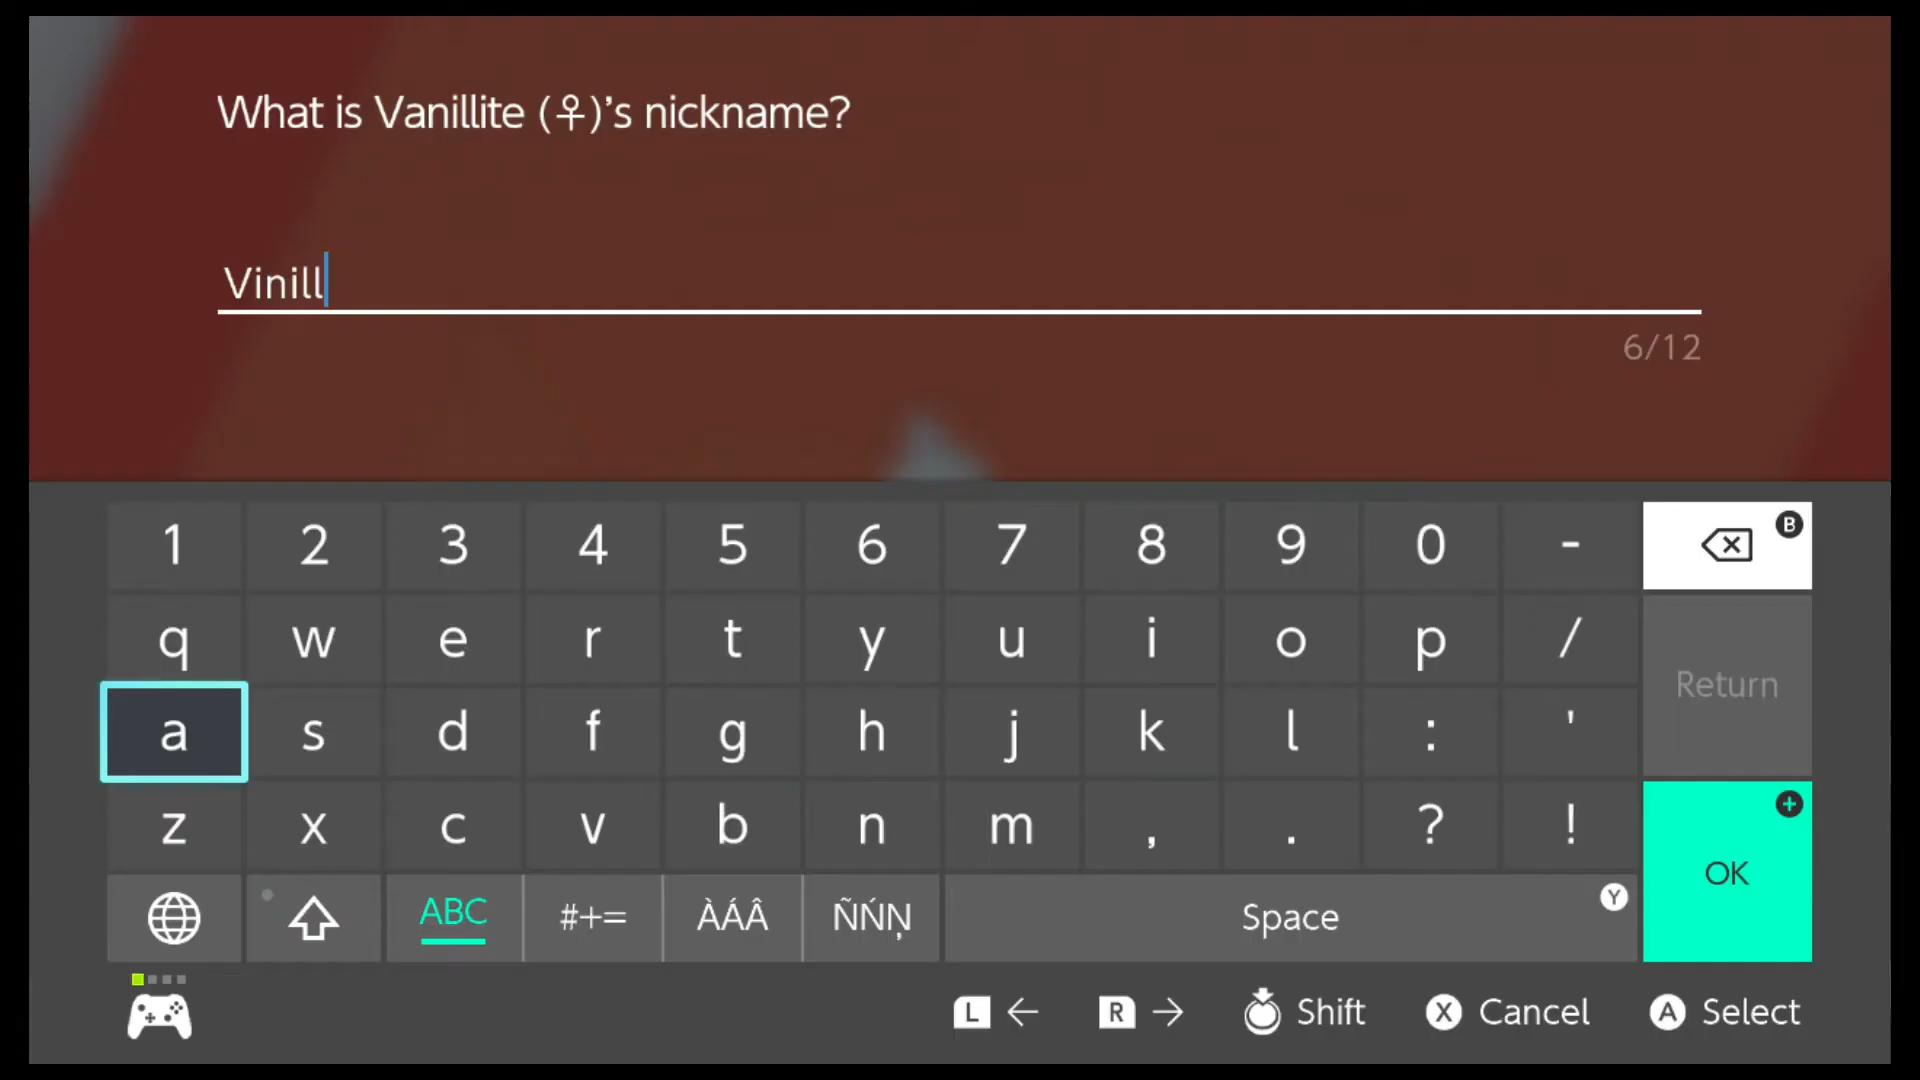 What is Vanillite (♀)'s nickname?
Vinill
6/12
1 2 3 4 5 6 7 8 9 0 - B
q w e r t y u i o p /
Return
a s d f g h j k l : '
z x c v b n m , . ? ! +
OK
ABC #+= ÀÁÂ ÑŃŅ Space Y
L ← R → Shift X Cancel A Select